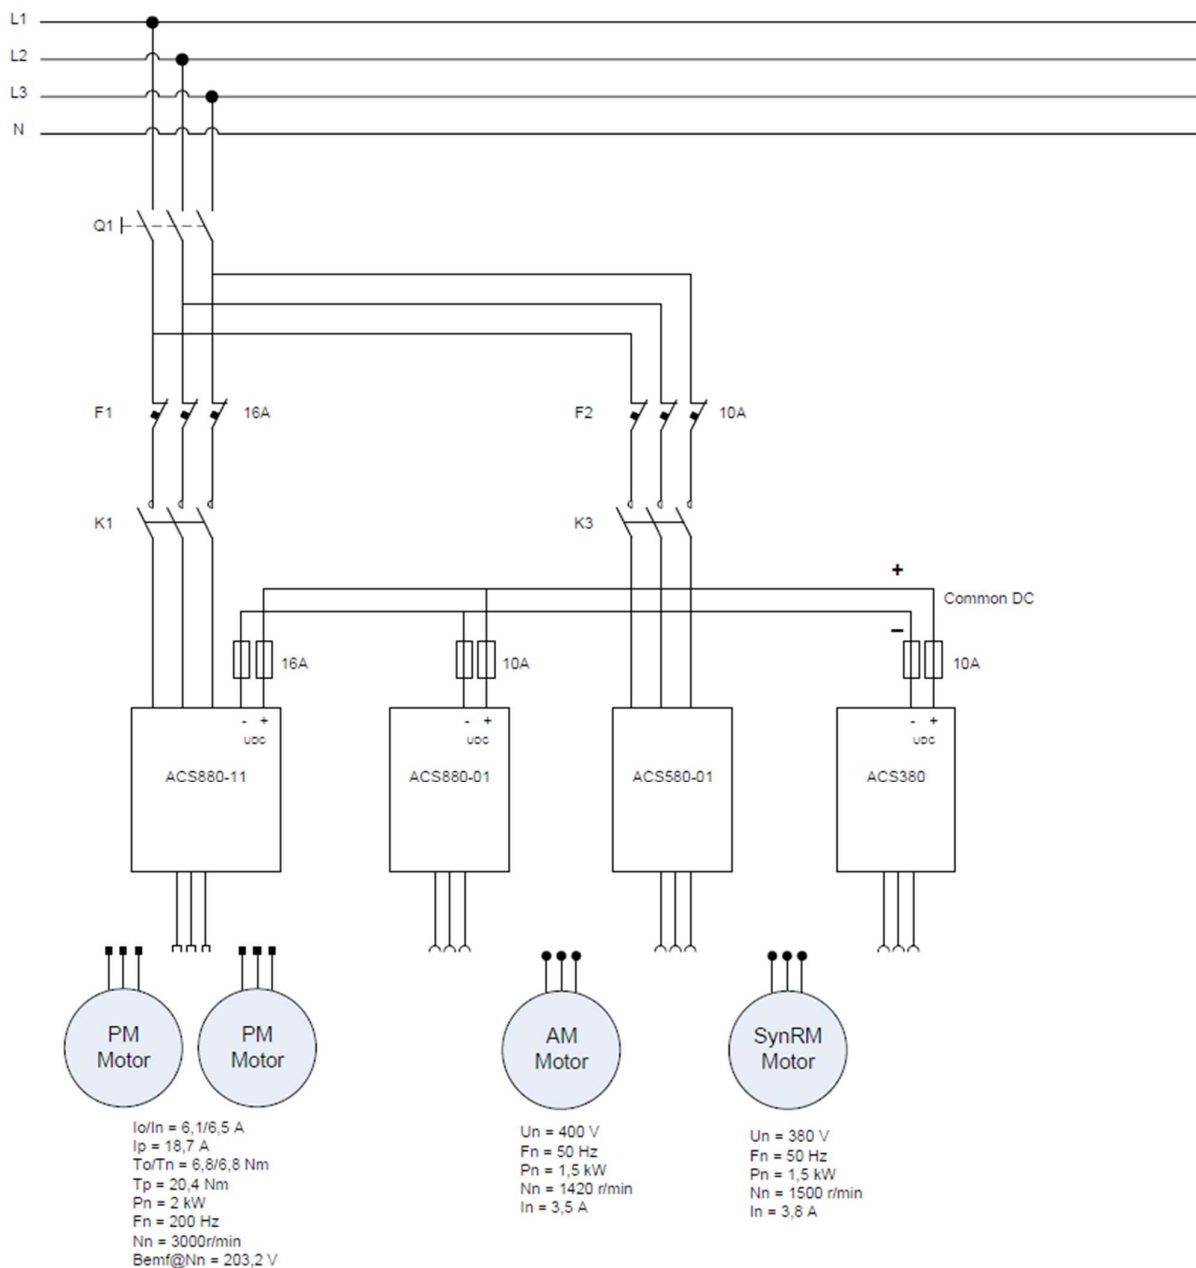 L1
L2
L3
N
Q1
F1
16A
F2
10A
K1
K3
+
Common DC
−
16A
10A
10A
- +
UDC
- +
UDC
- +
UDC
ACS880-11
ACS880-01
ACS580-01
ACS380
PM
Motor
PM
Motor
AM
Motor
SynRM
Motor
Io/In = 6,1/6,5 A
Ip = 18,7 A
To/Tn = 6,8/6,8 Nm
Tp = 20,4 Nm
Pn = 2 kW
Fn = 200 Hz
Nn = 3000r/min
Bemf@Nn = 203,2 V
Un = 400 V
Fn = 50 Hz
Pn = 1,5 kW
Nn = 1420 r/min
In = 3,5 A
Un = 380 V
Fn = 50 Hz
Pn = 1,5 kW
Nn = 1500 r/min
In = 3,8 A